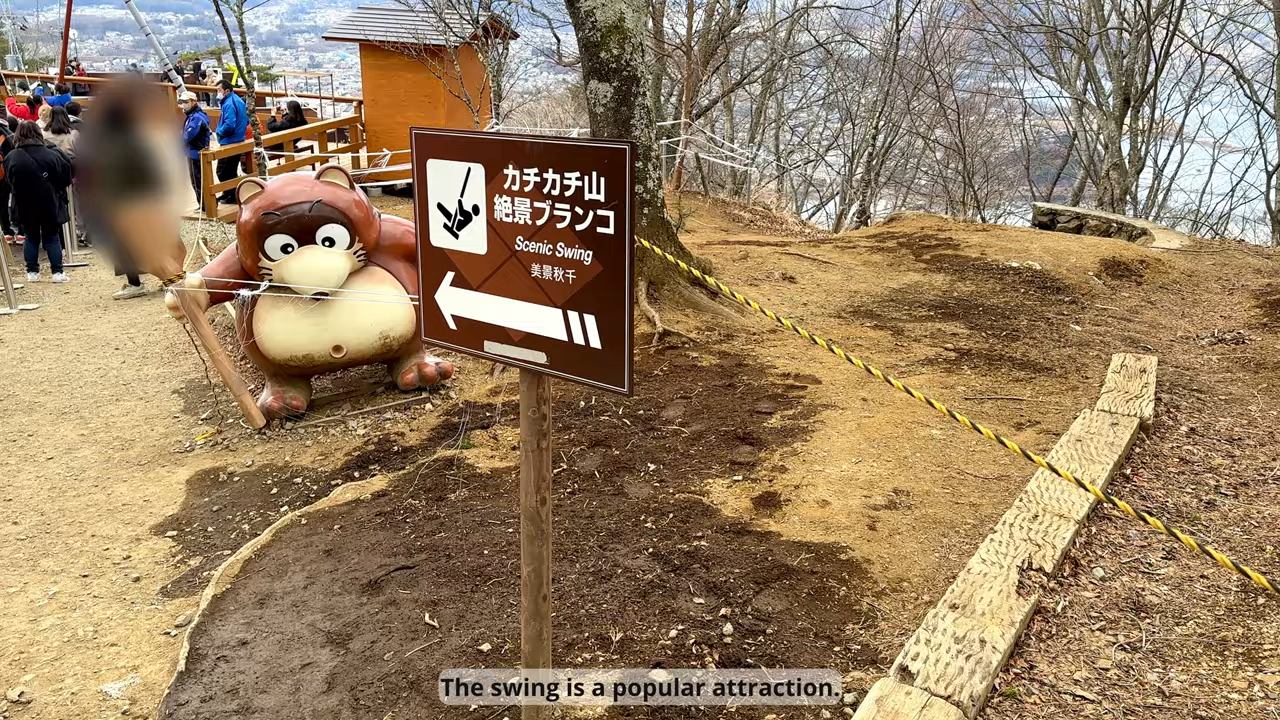 カチカチ山
絶景ブランコ
Scenic Swing
美景秋千
The swing is a popular attraction.